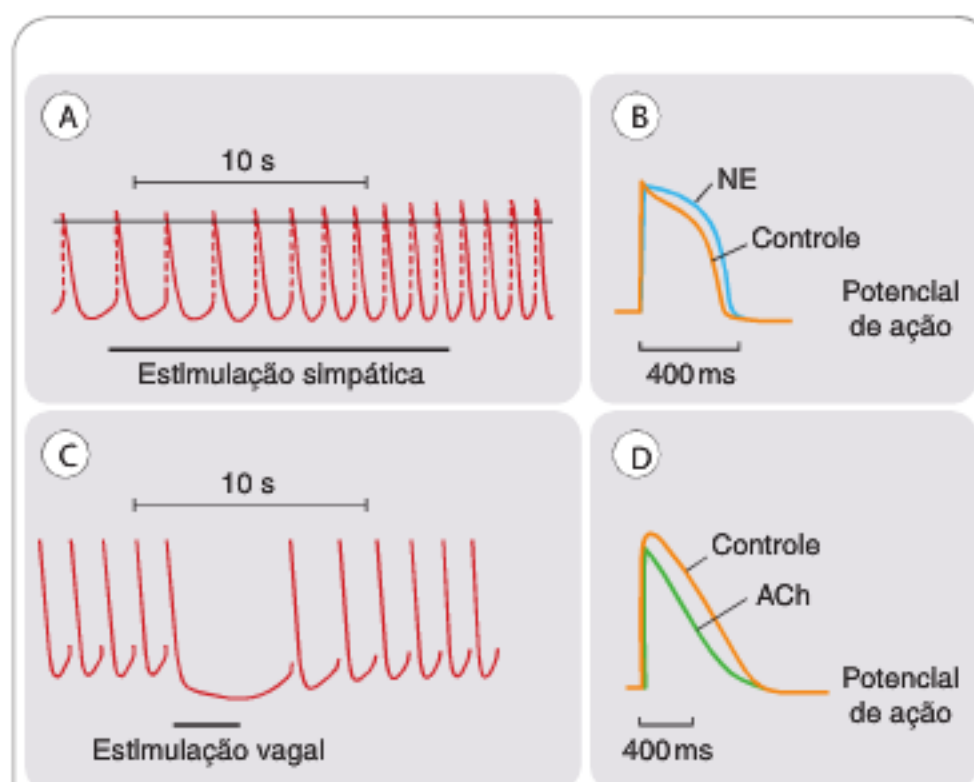 A
10 s
Estimulação simpática
B
NE
Controle
Potencial
de ação
400 ms
C
10 s
Estimulação vagal
D
Controle
ACh
Potencial
de ação
400 ms